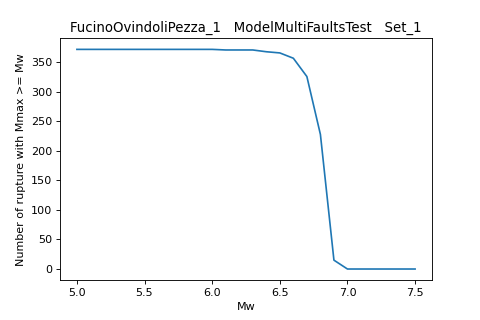 FucinoOvindoliPezza_1   ModelMultiFaultsTest   Set_1
Number of rupture with Mmax >= Mw
350
300
250
200
150
100
50
0
5.0 5.5 6.0 6.5 7.0 7.5
Mw